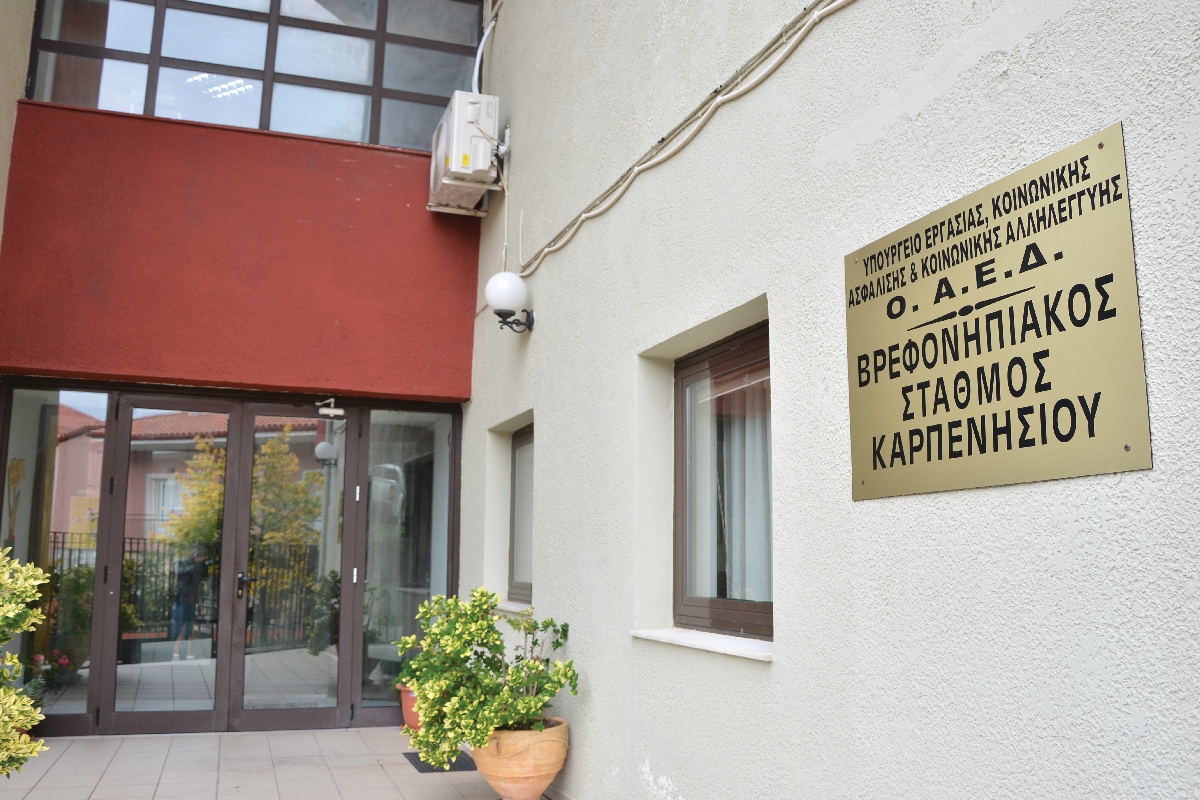 ΥΠΟΥΡΓΕΙΟ ΕΡΓΑΣΙΑΣ, ΚΟΙΝΩΝΙΚΗΣ
ΑΣΦΑΛΙΣΗΣ & ΚΟΙΝΩΝΙΚΗΣ ΑΛΛΗΛΕΓΓΥΗΣ
Ο. Α.Ε.Δ.
ΒΡΕΦΟΝΗΠΙΑΚΟΣ
ΣΤΑΘΜΟΣ
ΚΑΡΠΕΝΗΣΙΟΥ